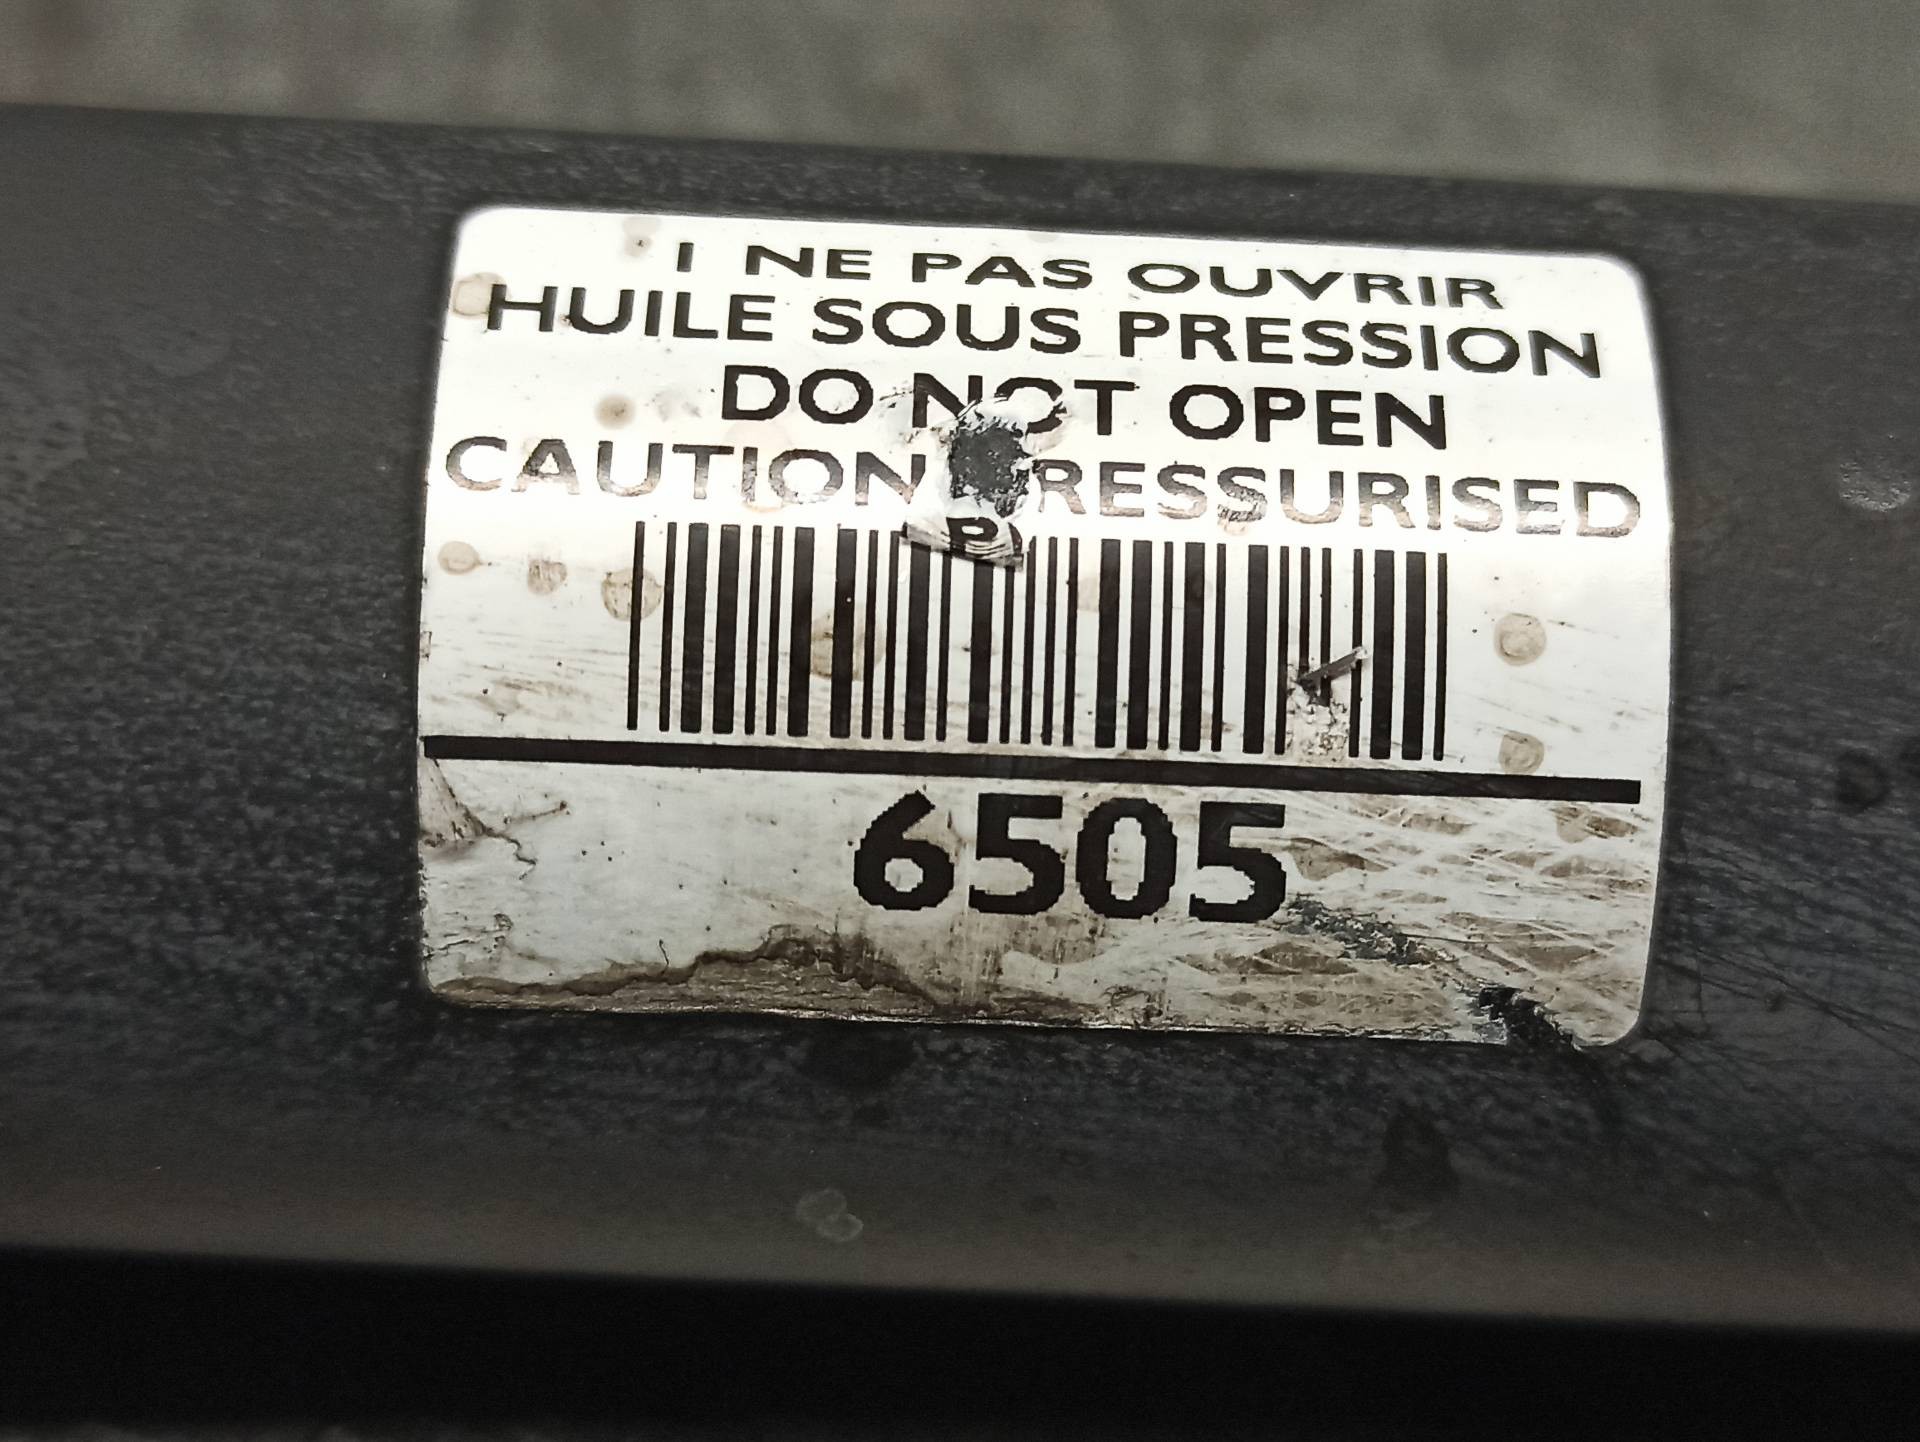 I NE PAS OUVRIR
HUILE SOUS PRESSION
DO NOT OPEN
CAUTION PRESSURISED
6505